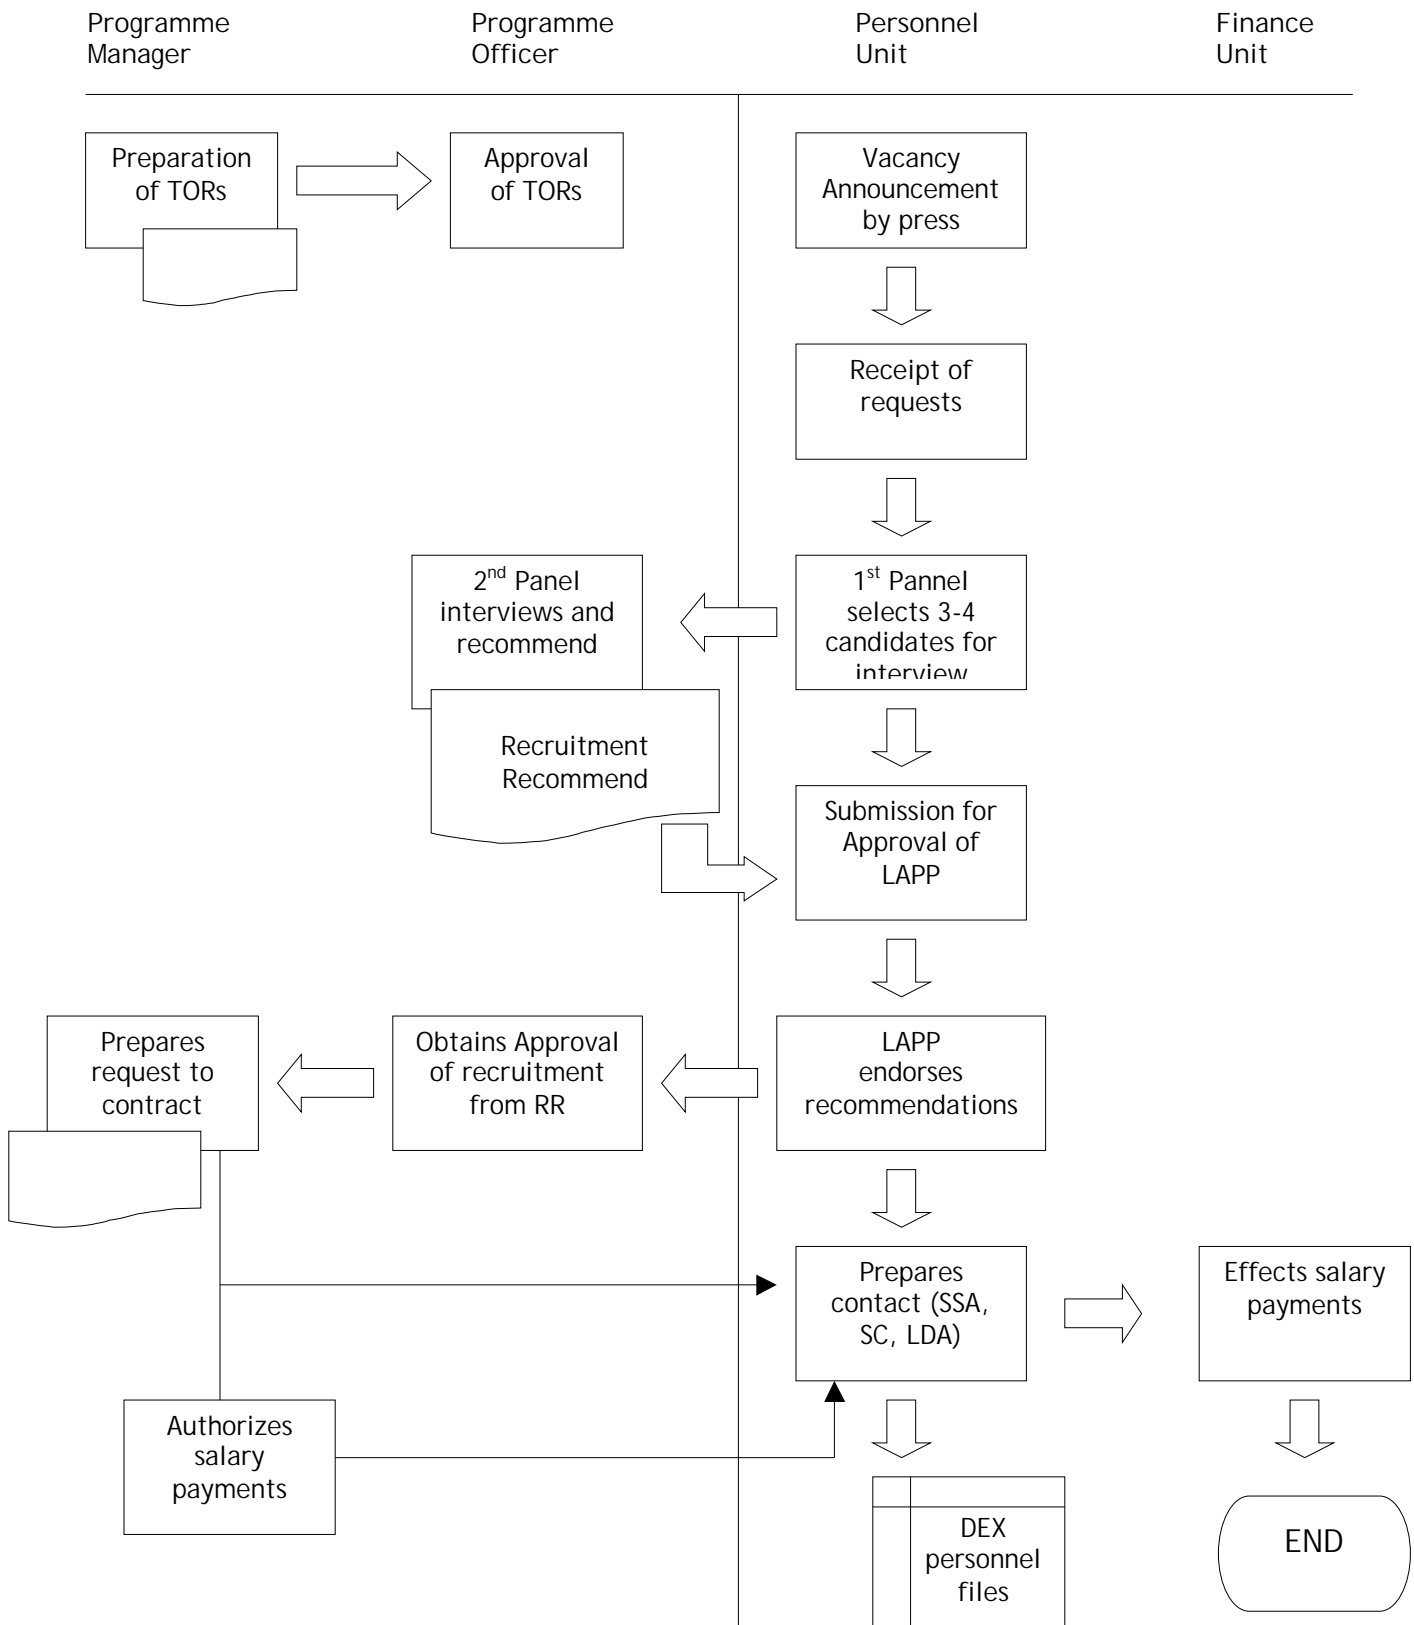 Programme
Manager
Programme
Officer
Personnel
Unit
Finance
Unit
Preparation
of TORs
Approval
of TORs
Vacancy
Announcement
by press
Receipt of
requests
2nd Panel
interviews and
recommend
1st Pannel
selects 3-4
candidates for
interview
Recruitment
Recommend
Submission for
Approval of
LAPP
Prepares
request to
contract
Obtains Approval
of recruitment
from RR
LAPP
endorses
recommendations
Prepares
contact (SSA,
SC, LDA)
Effects salary
payments
Authorizes
salary
payments
DEX
personnel
files
END